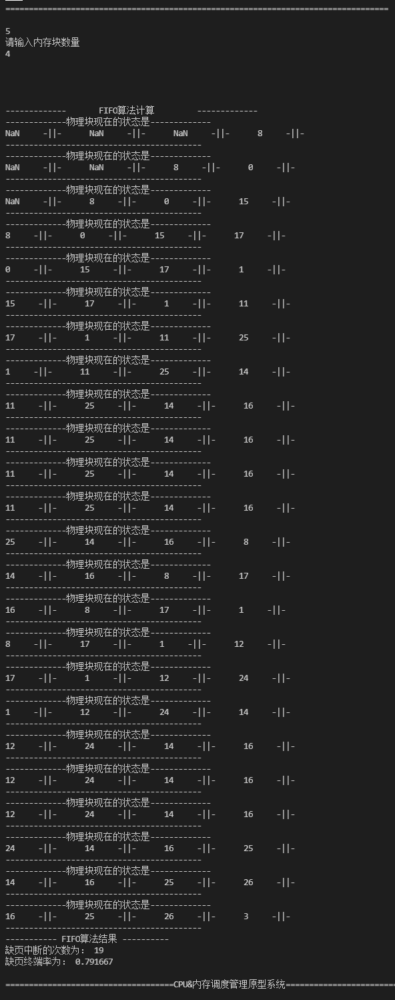 ==================================================================================
5
请输入内存块数量
4
-------------       FIFO算法计算         -------------
-------------物理块现在的状态是-------------
NaN     -||-      NaN     -||-      NaN     -||-      8     -||-
------------------------------------------
-------------物理块现在的状态是-------------
NaN     -||-      NaN     -||-      8     -||-      0     -||-
------------------------------------------
-------------物理块现在的状态是-------------
NaN     -||-      8     -||-      0     -||-      15     -||-
------------------------------------------
-------------物理块现在的状态是-------------
8     -||-      0     -||-      15     -||-      17     -||-
------------------------------------------
-------------物理块现在的状态是-------------
0     -||-      15     -||-      17     -||-      1     -||-
------------------------------------------
-------------物理块现在的状态是-------------
15     -||-      17     -||-      1     -||-      11     -||-
------------------------------------------
-------------物理块现在的状态是-------------
17     -||-      1     -||-      11     -||-      25     -||-
------------------------------------------
-------------物理块现在的状态是-------------
1     -||-      11     -||-      25     -||-      14     -||-
------------------------------------------
-------------物理块现在的状态是-------------
11     -||-      25     -||-      14     -||-      16     -||-
------------------------------------------
-------------物理块现在的状态是-------------
11     -||-      25     -||-      14     -||-      16     -||-
------------------------------------------
-------------物理块现在的状态是-------------
11     -||-      25     -||-      14     -||-      16     -||-
------------------------------------------
-------------物理块现在的状态是-------------
11     -||-      25     -||-      14     -||-      16     -||-
------------------------------------------
-------------物理块现在的状态是-------------
25     -||-      14     -||-      16     -||-      8     -||-
------------------------------------------
-------------物理块现在的状态是-------------
14     -||-      16     -||-      8     -||-      17     -||-
------------------------------------------
-------------物理块现在的状态是-------------
16     -||-      8     -||-      17     -||-      1     -||-
------------------------------------------
-------------物理块现在的状态是-------------
8     -||-      17     -||-      1     -||-      12     -||-
------------------------------------------
-------------物理块现在的状态是-------------
17     -||-      1     -||-      12     -||-      24     -||-
------------------------------------------
-------------物理块现在的状态是-------------
1     -||-      12     -||-      24     -||-      14     -||-
------------------------------------------
-------------物理块现在的状态是-------------
12     -||-      24     -||-      14     -||-      16     -||-
------------------------------------------
-------------物理块现在的状态是-------------
12     -||-      24     -||-      14     -||-      16     -||-
------------------------------------------
-------------物理块现在的状态是-------------
12     -||-      24     -||-      14     -||-      16     -||-
------------------------------------------
-------------物理块现在的状态是-------------
24     -||-      14     -||-      16     -||-      25     -||-
------------------------------------------
-------------物理块现在的状态是-------------
14     -||-      16     -||-      25     -||-      26     -||-
------------------------------------------
-------------物理块现在的状态是-------------
16     -||-      25     -||-      26     -||-      3     -||-
------------------------------------------
----------- FIFO算法结果 ----------
缺页中断的次数为: 19
缺页终端率为: 0.791667
====================================CPU&内存调度管理原型系统========================